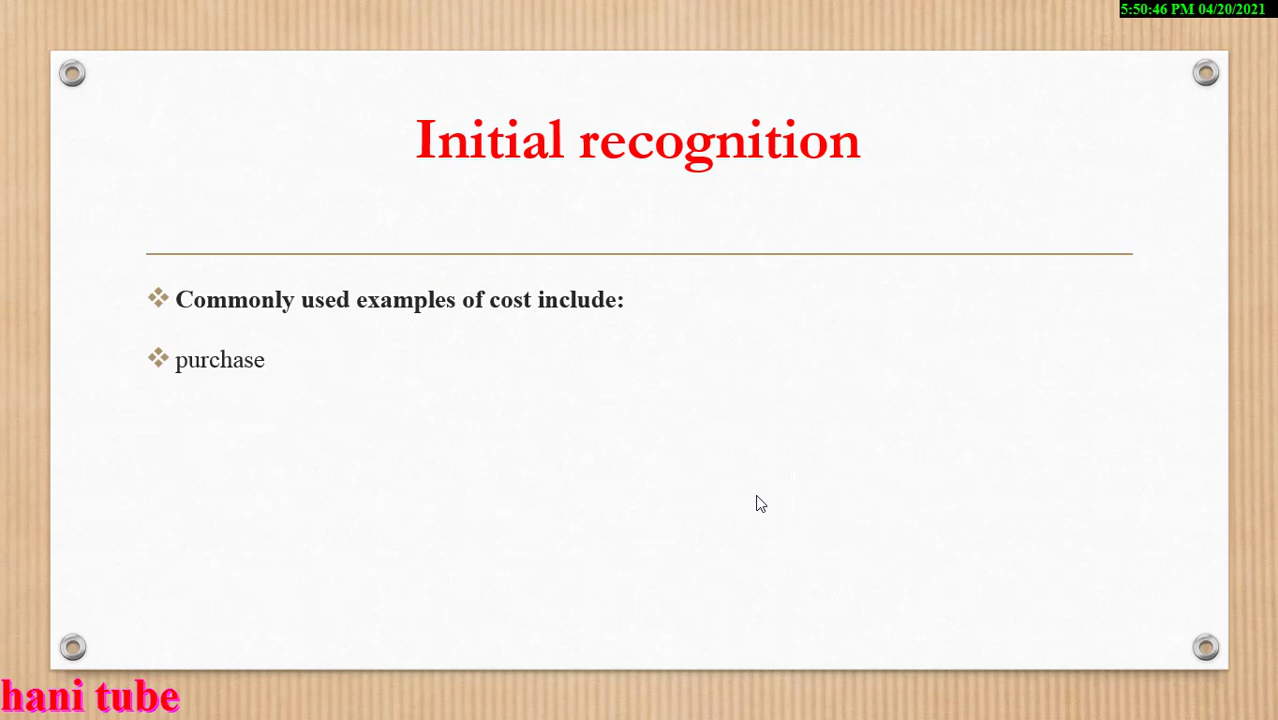 5:50:46 PM 04/20/2021
Initial recognition
Commonly used examples of cost include:
purchase
hani tube